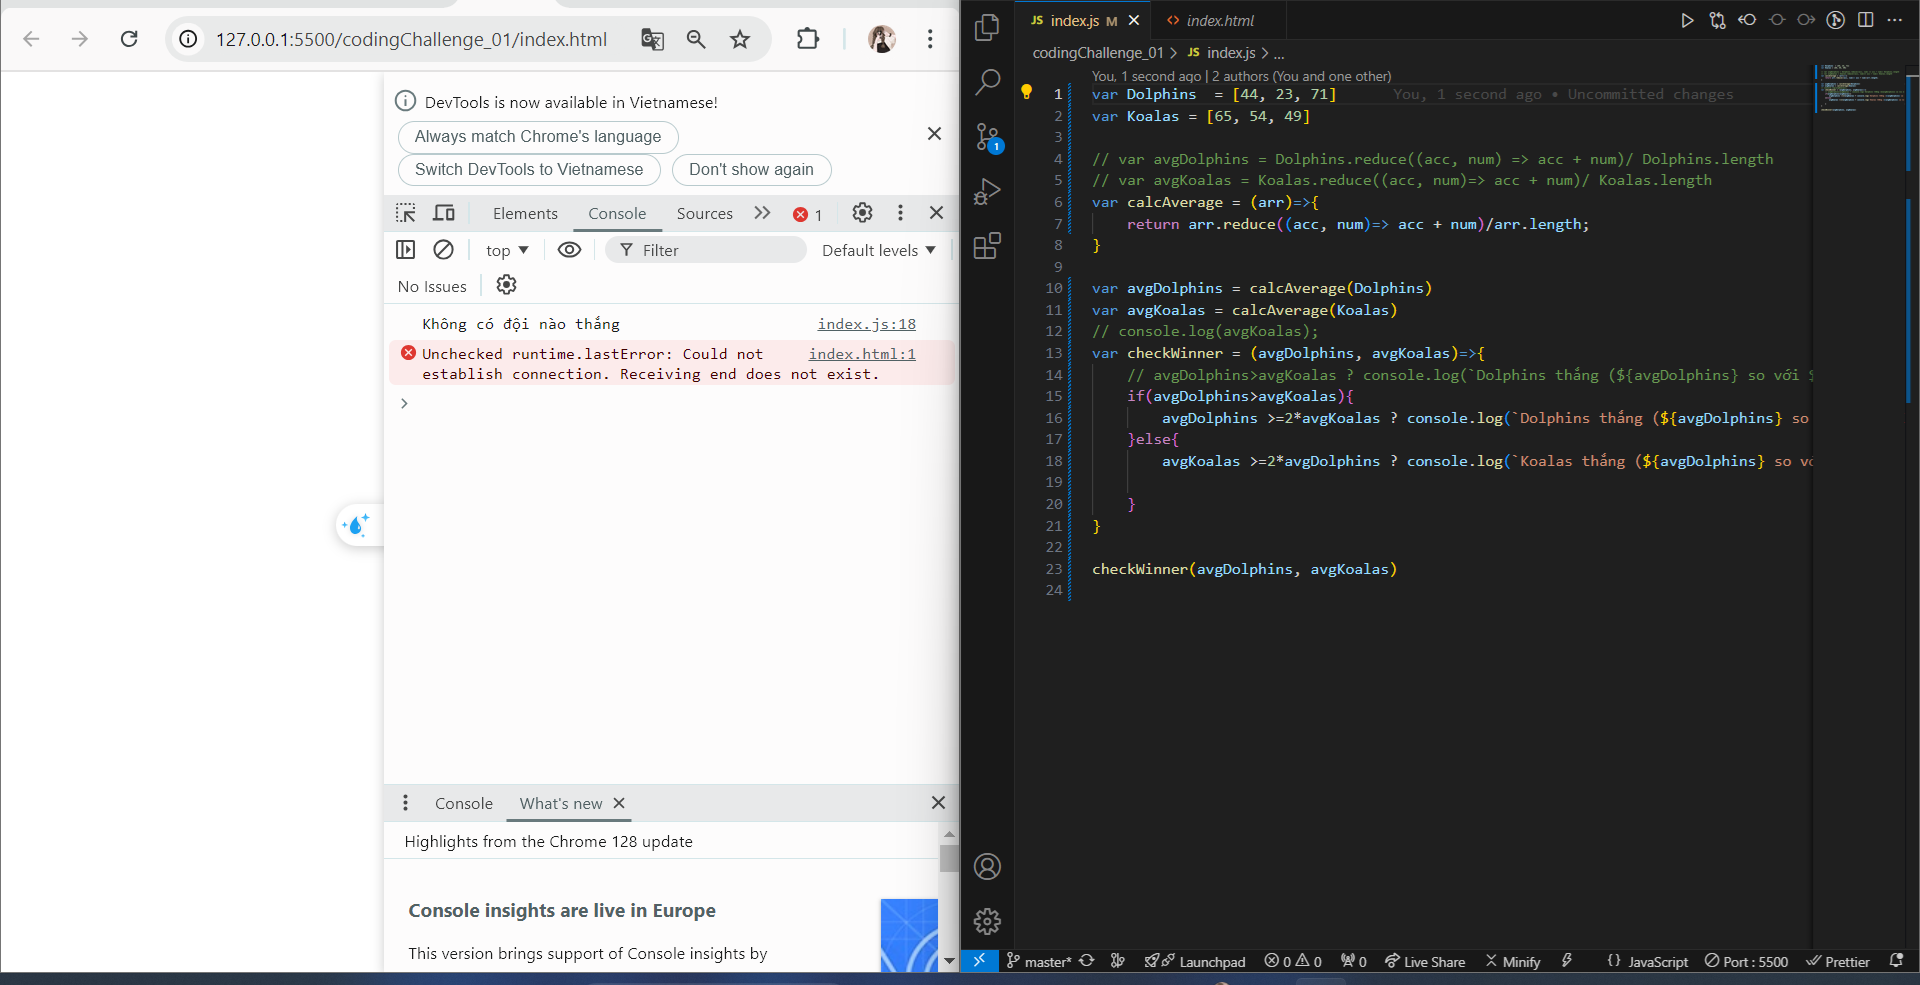 127.0.0.1:5500/codingChallenge_01/index.html
DevTools is now available in Vietnamese!
Always match Chrome's language
Switch DevTools to Vietnamese
Don't show again
Elements
Console
Sources
1
top
Filter
Default levels
No Issues
Không có đội nào thắng
index.js:18
Unchecked runtime.lastError: Could not
index.html:1
establish connection. Receiving end does not exist.
Console
What's new
Highlights from the Chrome 128 update
Console insights are live in Europe
This version brings support of Console insights by
JS index.js M
<> index.html
codingChallenge_01 > JS index.js > ...
You, 1 second ago | 2 authors (You and one other)
1 var Dolphins  = [44, 23, 71] You, 1 second ago • Uncommitted changes
2 var Koalas = [65, 54, 49]
3
4 // var avgDolphins = Dolphins.reduce((acc, num) => acc + num)/ Dolphins.length
5 // var avgKoalas = Koalas.reduce((acc, num)=> acc + num)/ Koalas.length
6 var calcAverage = (arr)=>{
7 return arr.reduce((acc, num)=> acc + num)/arr.length;
8 }
9
10 var avgDolphins = calcAverage(Dolphins)
11 var avgKoalas = calcAverage(Koalas)
12 // console.log(avgKoalas);
13 var checkWinner = (avgDolphins, avgKoalas)=>{
14 // avgDolphins>avgKoalas ? console.log(`Dolphins thắng (${avgDolphins} so với $
15 if(avgDolphins>avgKoalas){
16 avgDolphins >=2*avgKoalas ? console.log(`Dolphins thắng (${avgDolphins} so
17 }else{
18 avgKoalas >=2*avgDolphins ? console.log(`Koalas thắng (${avgDolphins} so vớ
19
20 }
21 }
22
23 checkWinner(avgDolphins, avgKoalas)
24
1
master*
Launchpad
0
0
0
Live Share
Minify
{} JavaScript
Port : 5500
Prettier